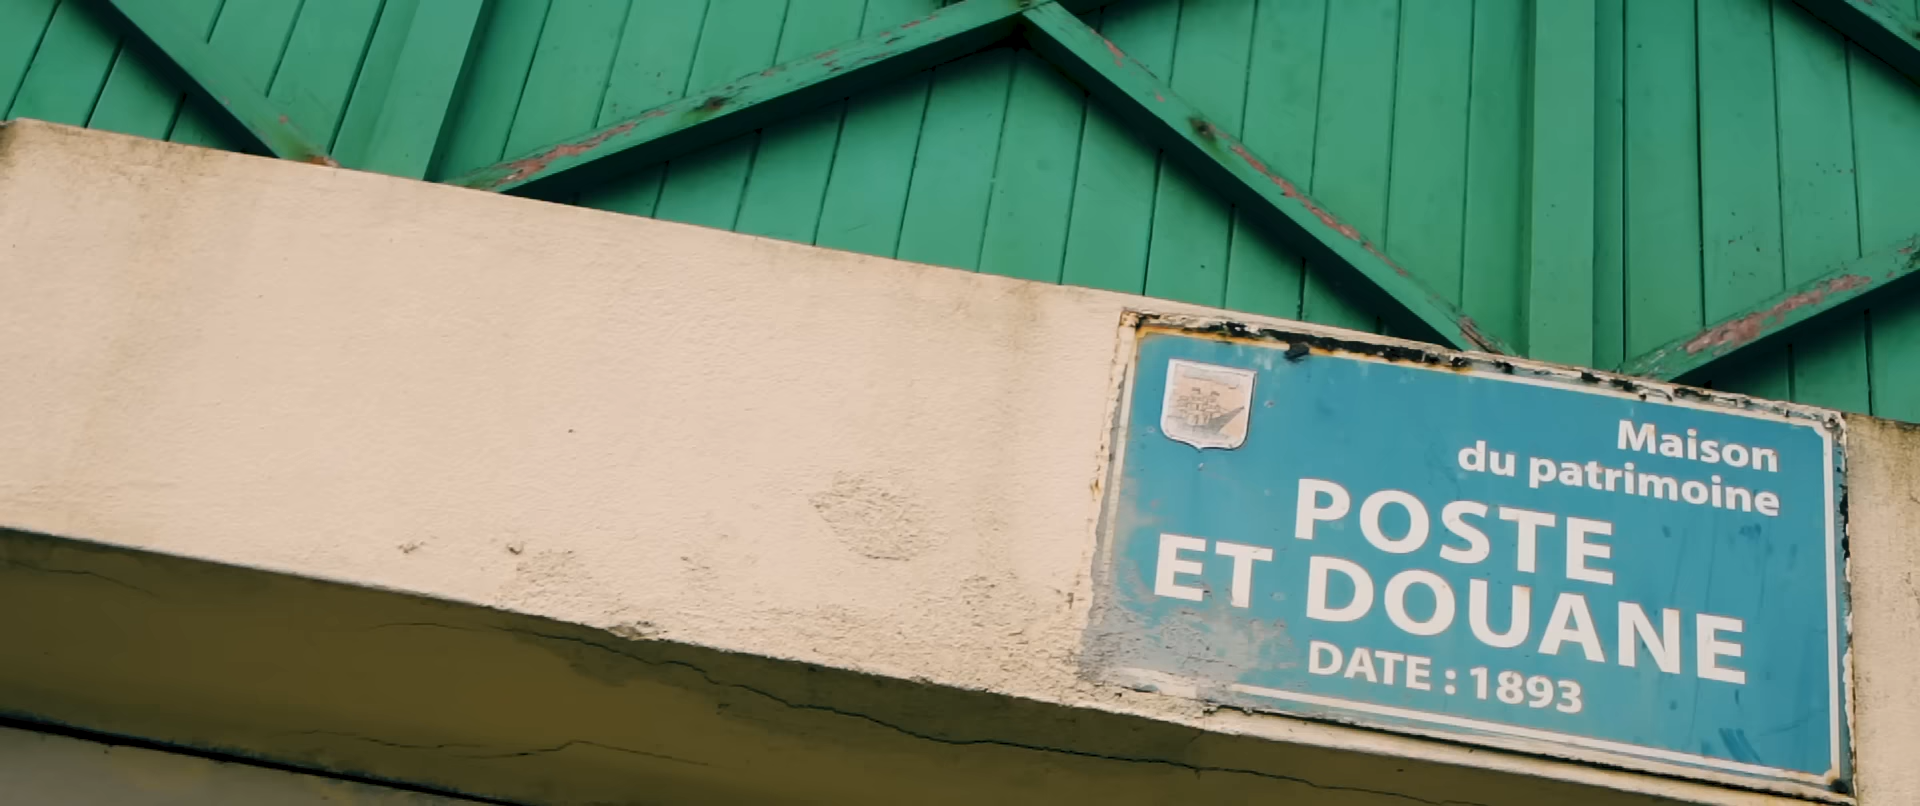 Maison
du patrimoine
POSTE
ET DOUANE
DATE : 1893